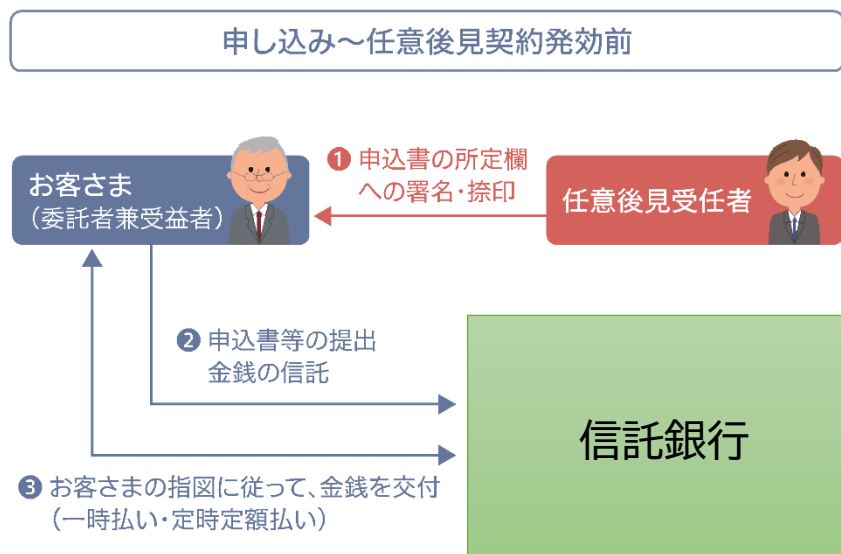 申し込み～任意後見契約発効前
お客さま
（委託者兼受益者）
❶ 申込書の所定欄
への署名・捺印
任意後見受任者
❷ 申込書等の提出
金銭の信託
信託銀行
❸ お客さまの指図に従って、金銭を交付
（一時払い・定時定額払い）